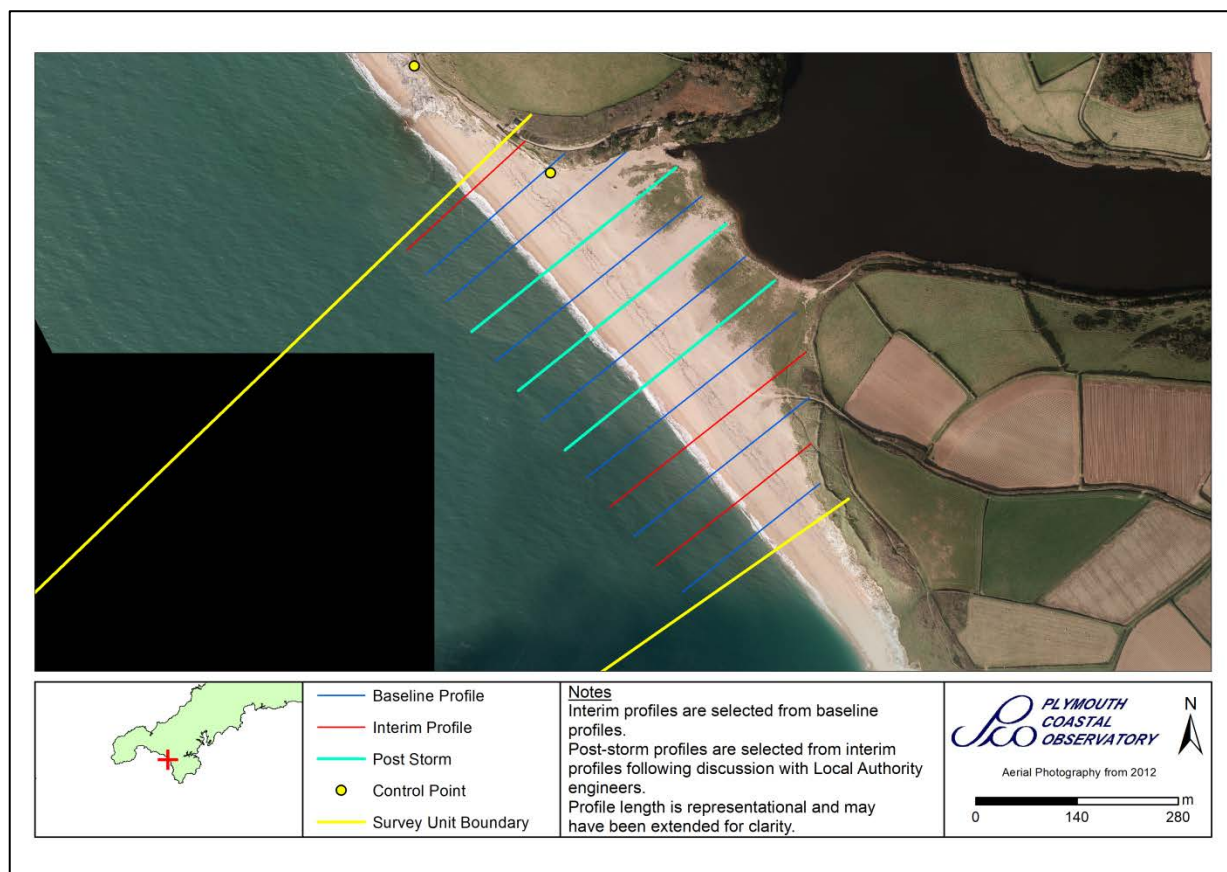 Baseline Profile
Interim Profile
Post Storm
Control Point
Survey Unit Boundary
Notes
Interim profiles are selected from baseline
profiles.
Post-storm profiles are selected from interim
profiles following discussion with Local Authority
engineers.
Profile length is representational and may
have been extended for clarity.
PLYMOUTH
COASTAL
OBSERVATORY
N
Aerial Photography from 2012
m
0 140 280